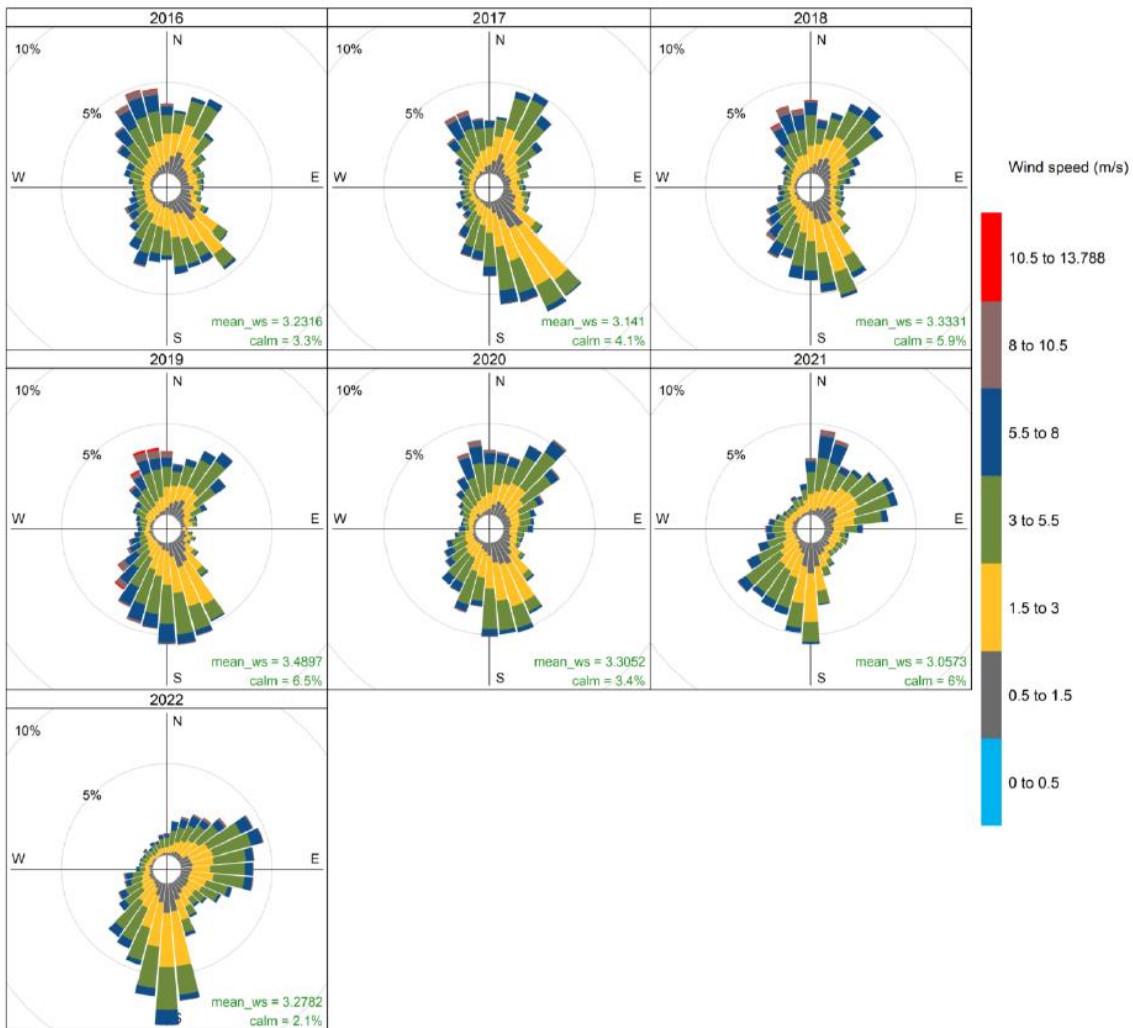 2016
10%
5%
N
W
E
S
mean_ws = 3.2316
calm = 3.3%
2017
10%
5%
N
W
E
S
mean_ws = 3.141
calm = 4.1%
2018
10%
5%
N
W
E
S
mean_ws = 3.3331
calm = 5.9%
2019
10%
5%
N
W
E
S
mean_ws = 3.4897
calm = 6.5%
2020
10%
5%
N
W
E
S
mean_ws = 3.3052
calm = 3.4%
2021
10%
5%
N
W
E
S
mean_ws = 3.0573
calm = 6%
2022
10%
5%
N
W
E
S
mean_ws = 3.2782
calm = 2.1%
Wind speed (m/s)
10.5 to 13.788
8 to 10.5
5.5 to 8
3 to 5.5
1.5 to 3
0.5 to 1.5
0 to 0.5